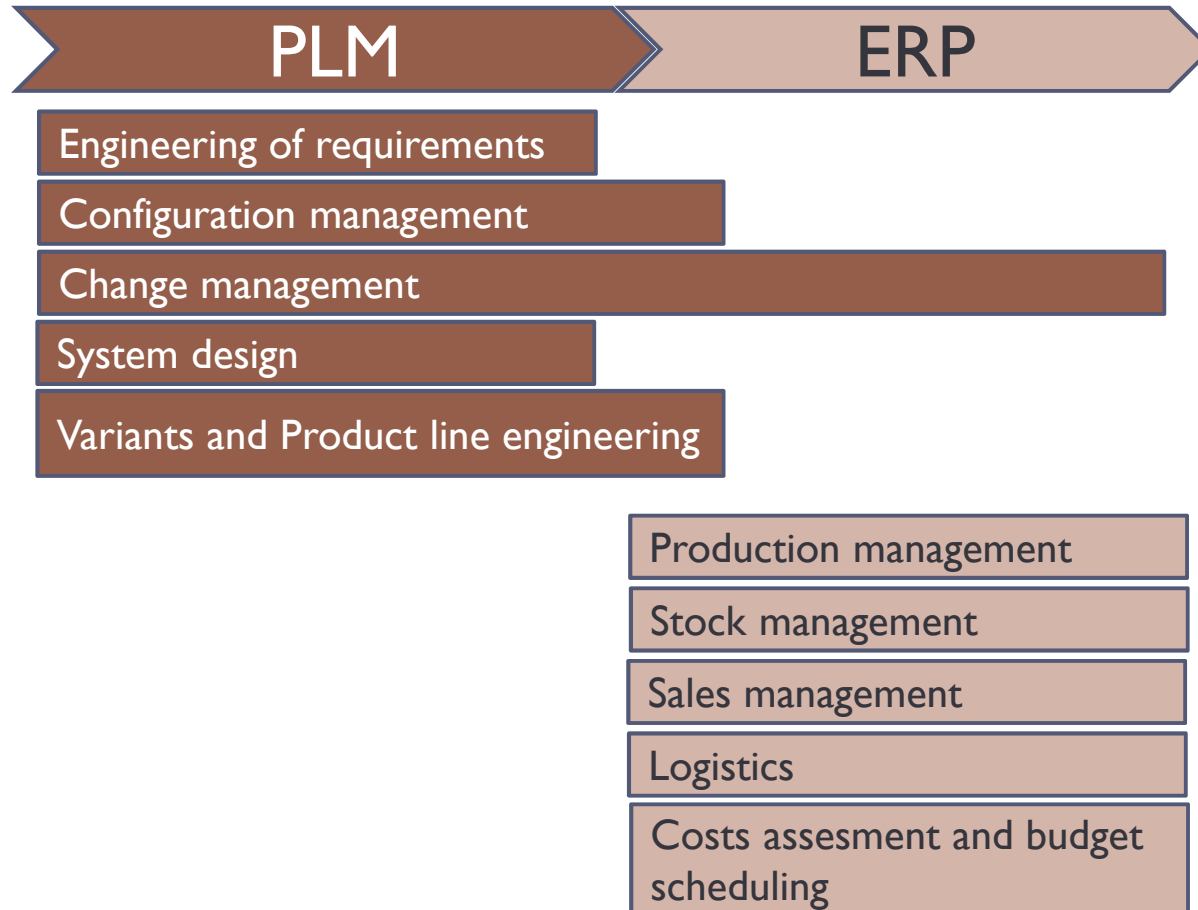 PLM
ERP
Engineering of requirements
Configuration management
Change management
System design
Variants and Product line engineering
Production management
Stock management
Sales management
Logistics
Costs assesment and budget
scheduling